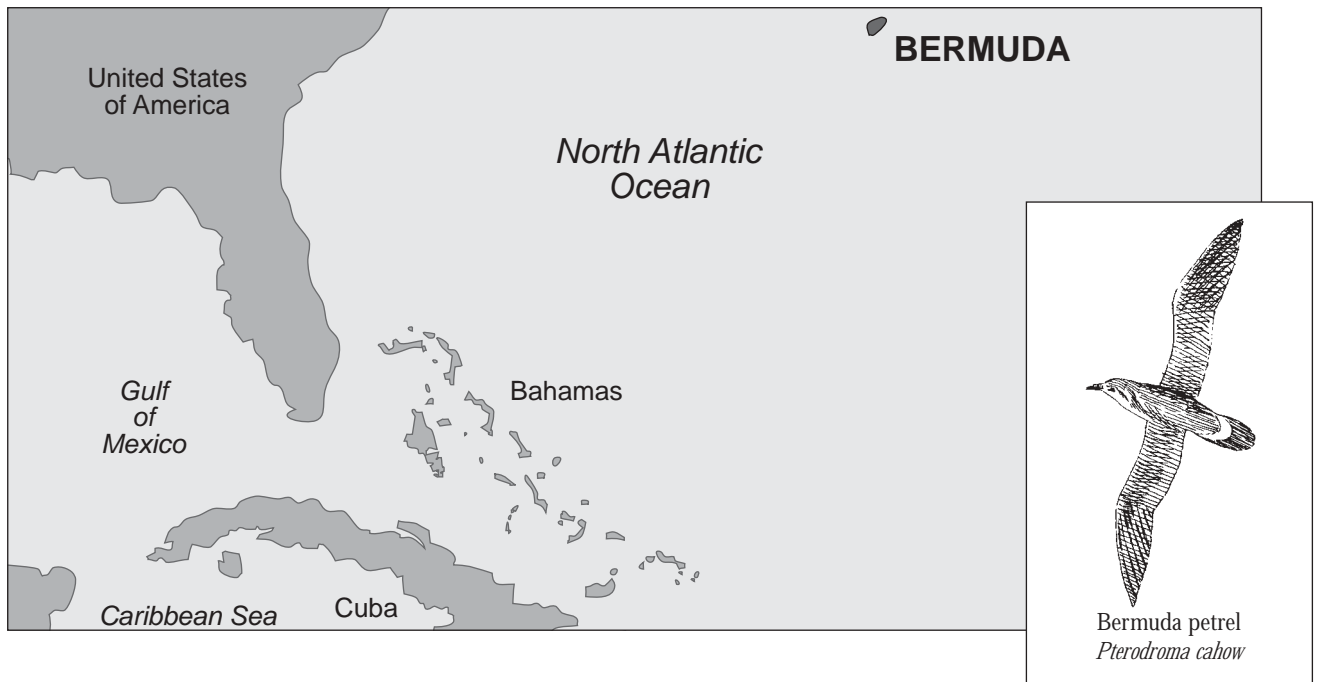 BERMUDA
United States
of America
North Atlantic
Ocean
Gulf
of
Mexico
Bahamas
Caribbean Sea
Cuba
Bermuda petrel
Pterodroma cahow